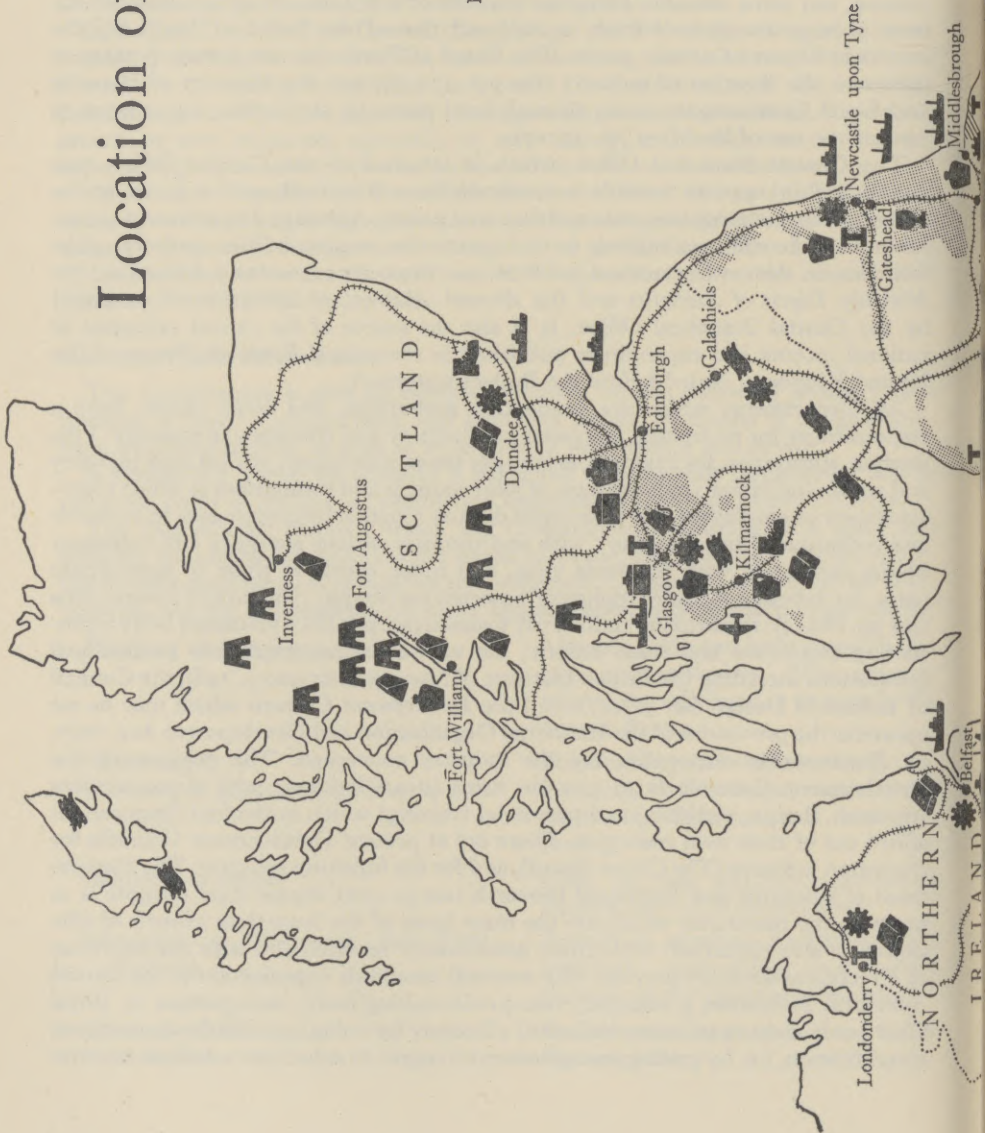 Location o
SCOTLAND
Inverness
Fort Augustus
Fort William
Dundee
Edinburgh
Glasgow
Galashiels
Kilmarnock
Newcastle upon Tyne
Gateshead
Middlesbrough
Londonderry
NORTHERN
IRELAND
Belfast